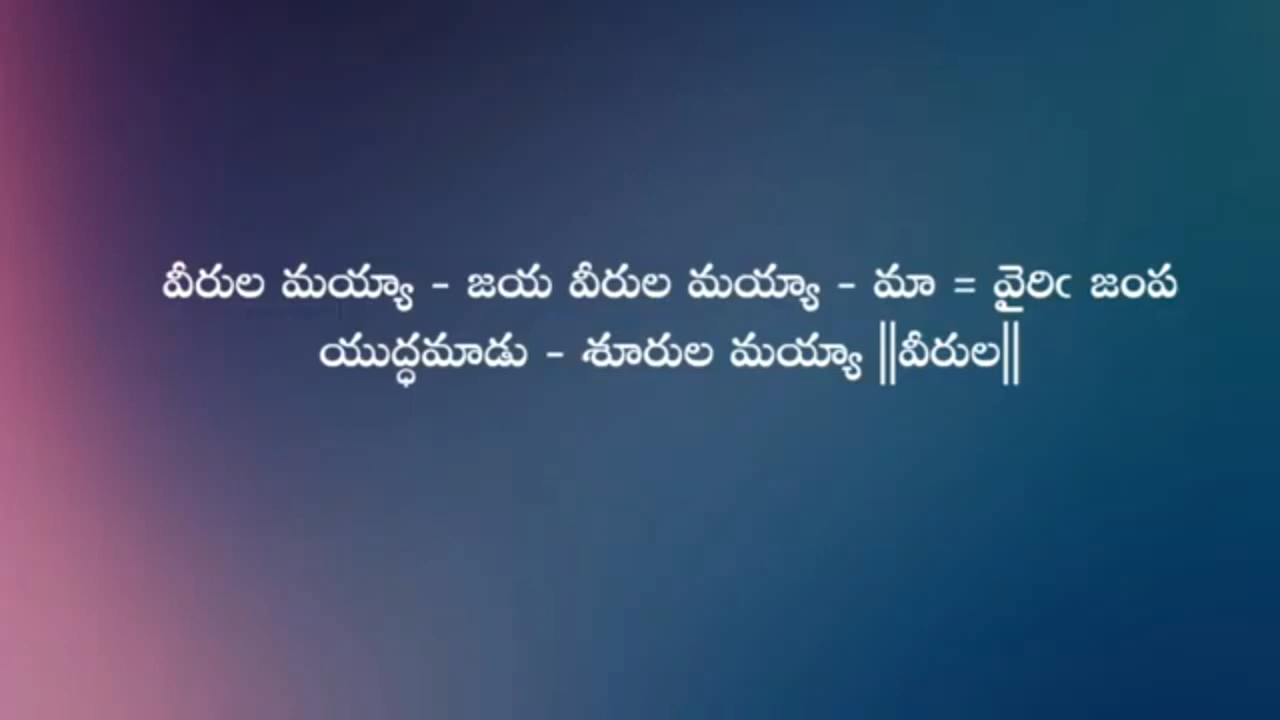 వీరుల మయ్యా - జయ వీరుల మయ్యా - మా = వైరిఁ జంప
యుద్ధమాడు - శూరుల మయ్యా ||వీరుల||